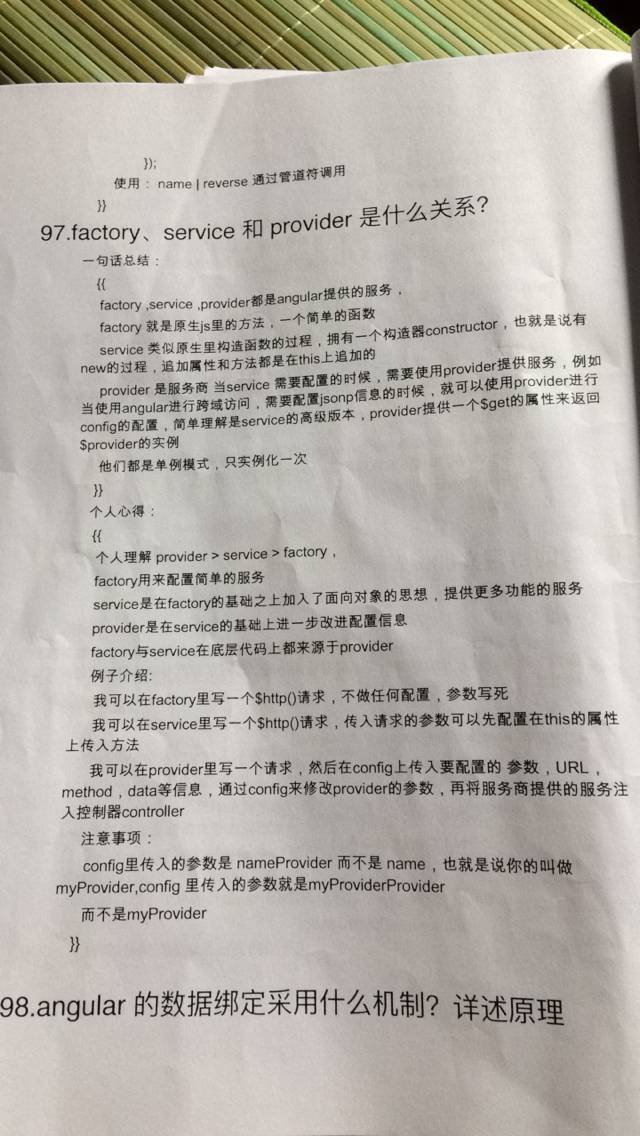 });
使用： name | reverse 通过管道符调用
}}
97.factory、service 和 provider 是什么关系？
一句话总结：
{{
factory ,service ,provider都是angular提供的服务，
factory 就是原生js里的方法，一个简单的函数
service 类似原生里构造函数的过程，拥有一个构造器constructor，也就是说有
new的过程，追加属性和方法都是在this上追加的
provider 是服务商 当service 需要配置的时候，需要使用provider提供服务，例如
当使用angular进行跨域访问，需要配置jsonp信息的时候，就可以使用provider进行
config的配置，简单理解是service的高级版本，provider提供一个$get的属性来返回
$provider的实例
他们都是单例模式，只实例化一次
}}
个人心得：
{{
个人理解 provider > service > factory，
factory用来配置简单的服务
service是在factory的基础之上加入了面向对象的思想，提供更多功能的服务
provider是在service的基础上进一步改进配置信息
factory与service在底层代码上都来源于provider
例子介绍:
我可以在factory里写一个$http()请求，不做任何配置，参数写死
我可以在service里写一个$http()请求，传入请求的参数可以先配置在this的属性
上传入方法
我可以在provider里写一个请求，然后在config上传入要配置的 参数，URL，
method，data等信息，通过config来修改provider的参数，再将服务商提供的服务注
入控制器controller
注意事项：
config里传入的参数是 nameProvider 而不是 name，也就是说你的叫做
myProvider,config 里传入的参数就是myProviderProvider
而不是myProvider
}}
98.angular 的数据绑定采用什么机制？详述原理